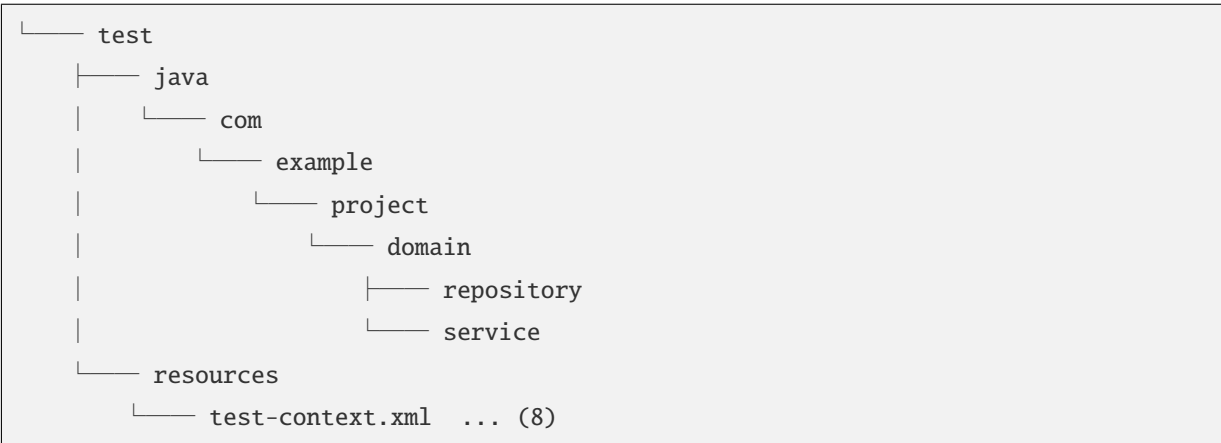 └── test
    ├── java
    │   └── com
    │       └── example
    │           └── project
    │               └── domain
    │                   ├── repository
    │                   └── service
    └── resources
        └── test-context.xml  ... (8)